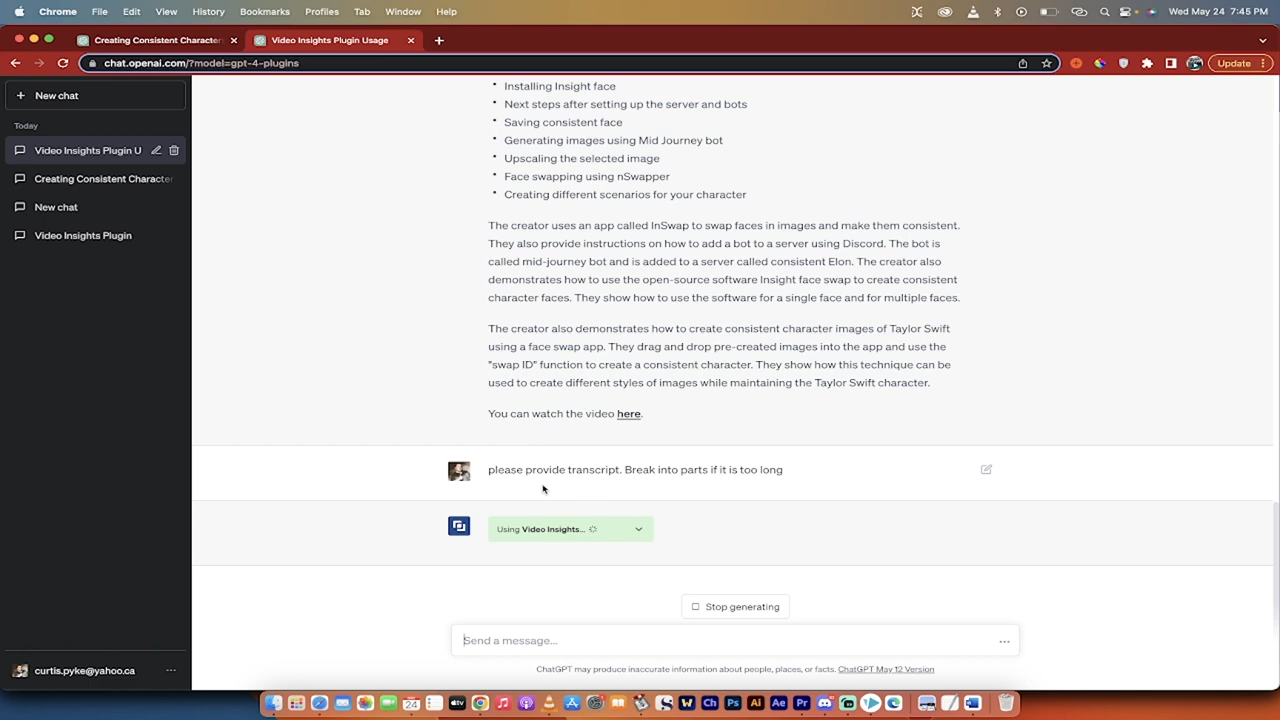 Chrome File Edit View History Bookmarks Profiles Tab Window Help
Wed May 24 7:45 PM
Creating Consistent Character
Video Insights Plugin Usage
chat.openai.com/?model=gpt-4-plugins
Update
New chat
Today
Video Insights Plugin U
Creating Consistent Character
New chat
Video Insights Plugin
• Installing Insight face
• Next steps after setting up the server and bots
• Saving consistent face
• Generating images using Mid Journey bot
• Upscaling the selected image
• Face swapping using nSwapper
• Creating different scenarios for your character
The creator uses an app called InSwap to swap faces in images and make them consistent.
They also provide instructions on how to add a bot to a server using Discord. The bot is
called mid-journey bot and is added to a server called consistent Elon. The creator also
demonstrates how to use the open-source software Insight face swap to create consistent
character faces. They show how to use the software for a single face and for multiple faces.
The creator also demonstrates how to create consistent character images of Taylor Swift
using a face swap app. They drag and drop pre-created images into the app and use the
"swap ID" function to create a consistent character. They show how this technique can be
used to create different styles of images while maintaining the Taylor Swift character.
You can watch the video here.
please provide transcript. Break into parts if it is too long
Using Video Insights...
Stop generating
Send a message...
ChatGPT may produce inaccurate information about people, places, or facts. ChatGPT May 12 Version
curtis.pyke@yahoo.ca
24
tv
W
Ch
Ps
Ai
Ae
Pr